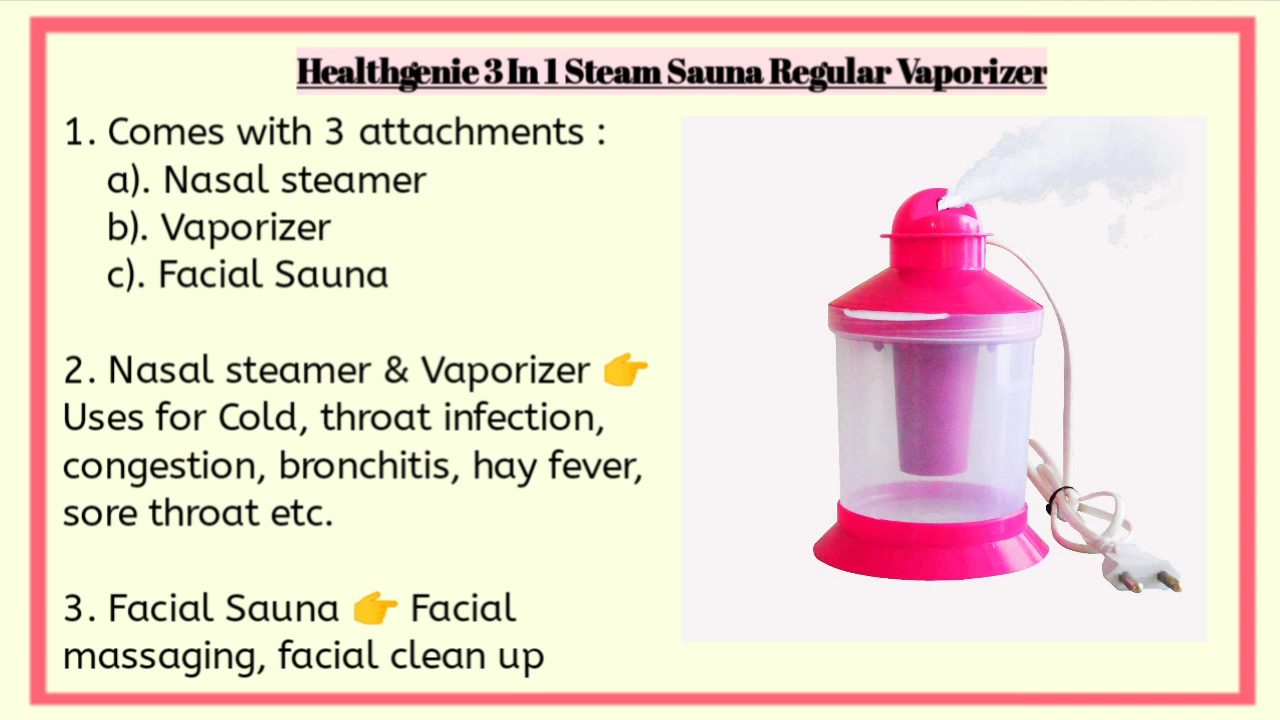 Healthgenie 3 In 1 Steam Sauna Regular Vaporizer
1. Comes with 3 attachments :
a). Nasal steamer
b). Vaporizer
c). Facial Sauna
2. Nasal steamer & Vaporizer 👉
Uses for Cold, throat infection,
congestion, bronchitis, hay fever,
sore throat etc.
3. Facial Sauna 👉 Facial
massaging, facial clean up